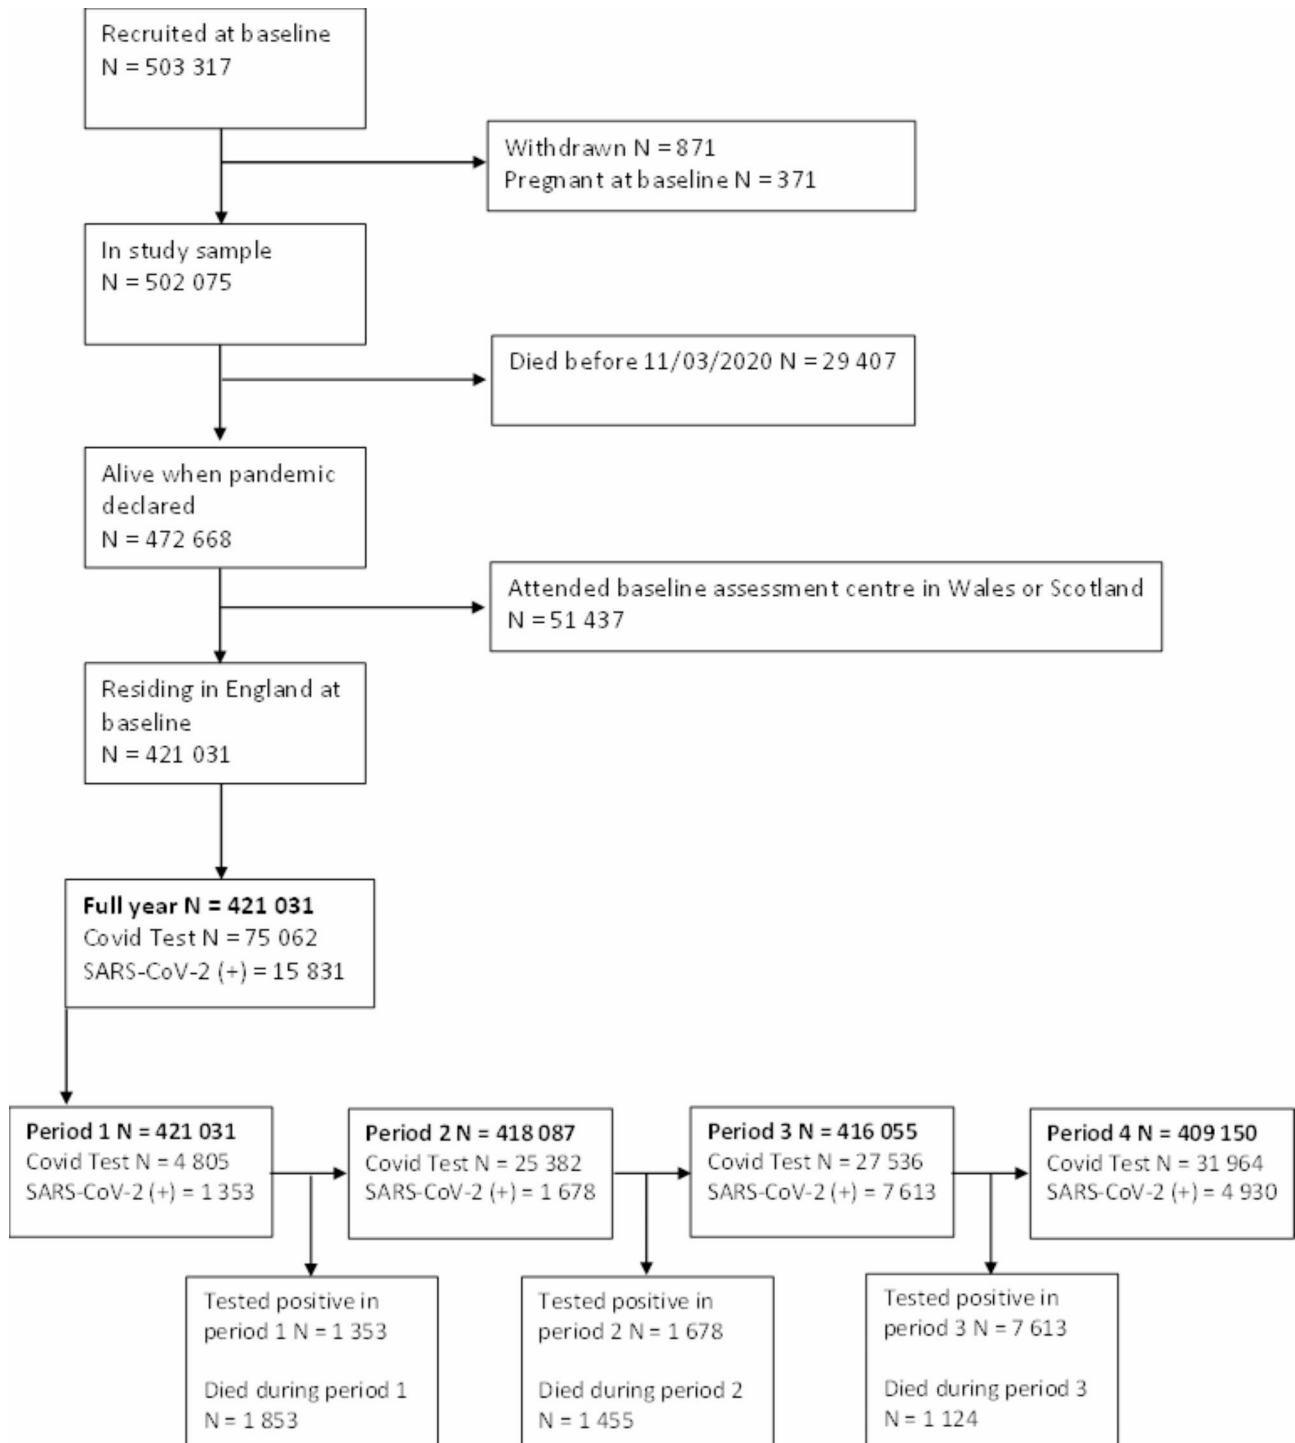 Recruited at baseline
N = 503 317
Withdrawn N = 871
Pregnant at baseline N = 371
In study sample
N = 502 075
Died before 11/03/2020 N = 29 407
Alive when pandemic
declared
N = 472 668
Attended baseline assessment centre in Wales or Scotland
N = 51 437
Residing in England at
baseline
N = 421 031
Full year N = 421 031
Covid Test N = 75 062
SARS-CoV-2 (+) = 15 831
Period 1 N = 421 031
Covid Test N = 4 805
SARS-CoV-2 (+) = 1 353
Period 2 N = 418 087
Covid Test N = 25 382
SARS-CoV-2 (+) = 1 678
Period 3 N = 416 055
Covid Test N = 27 536
SARS-CoV-2 (+) = 7 613
Period 4 N = 409 150
Covid Test N = 31 964
SARS-CoV-2 (+) = 4 930
Tested positive in
period 1 N = 1 353
Died during period 1
N = 1 853
Tested positive in
period 2 N = 1 678
Died during period 2
N = 1 455
Tested positive in
period 3 N = 7 613
Died during period 3
N = 1 124